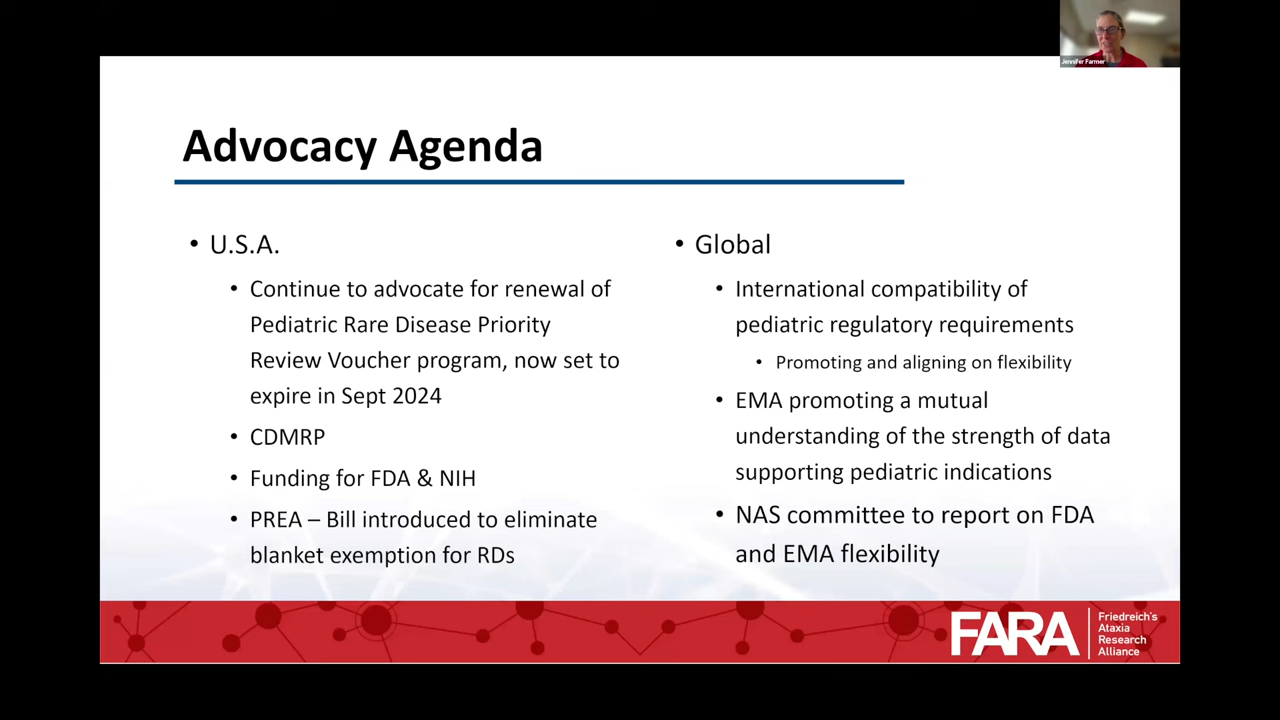 Jennifer Farmer
Advocacy Agenda
• U.S.A.
• Continue to advocate for renewal of
Pediatric Rare Disease Priority
Review Voucher program, now set to
expire in Sept 2024
• CDMRP
• Funding for FDA & NIH
• PREA – Bill introduced to eliminate
blanket exemption for RDs
• Global
• International compatibility of
pediatric regulatory requirements
• Promoting and aligning on flexibility
• EMA promoting a mutual
understanding of the strength of data
supporting pediatric indications
• NAS committee to report on FDA
and EMA flexibility
FARA
Friedreich's
Ataxia
Research
Alliance